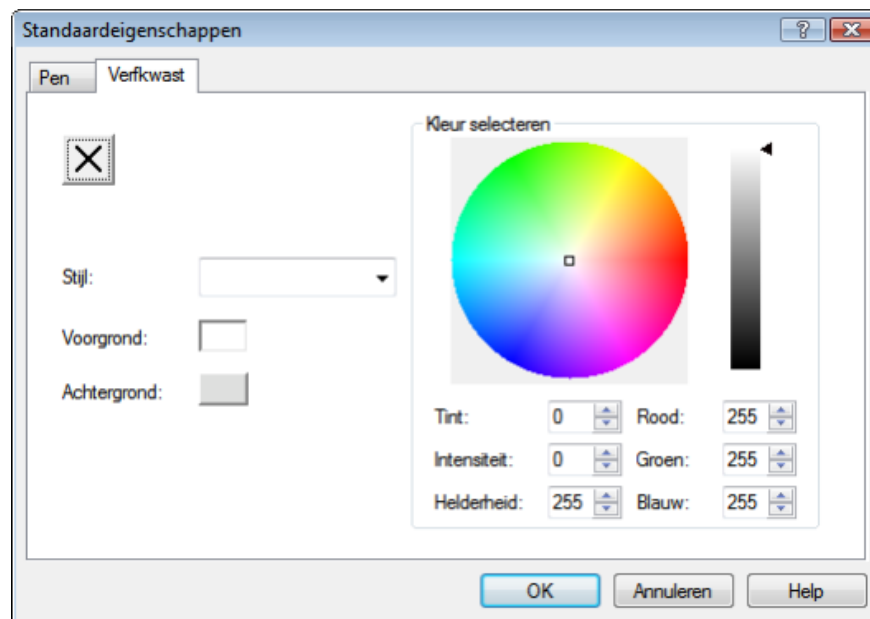 Standaardeigenschappen
Pen Verfkwast
Kleur selecteren
Stijl:
Voorgrond:
Achtergrond:
Tint: 0 Rood: 255
Intensiteit: 0 Groen: 255
Helderheid: 255 Blauw: 255
OK Annuleren Help